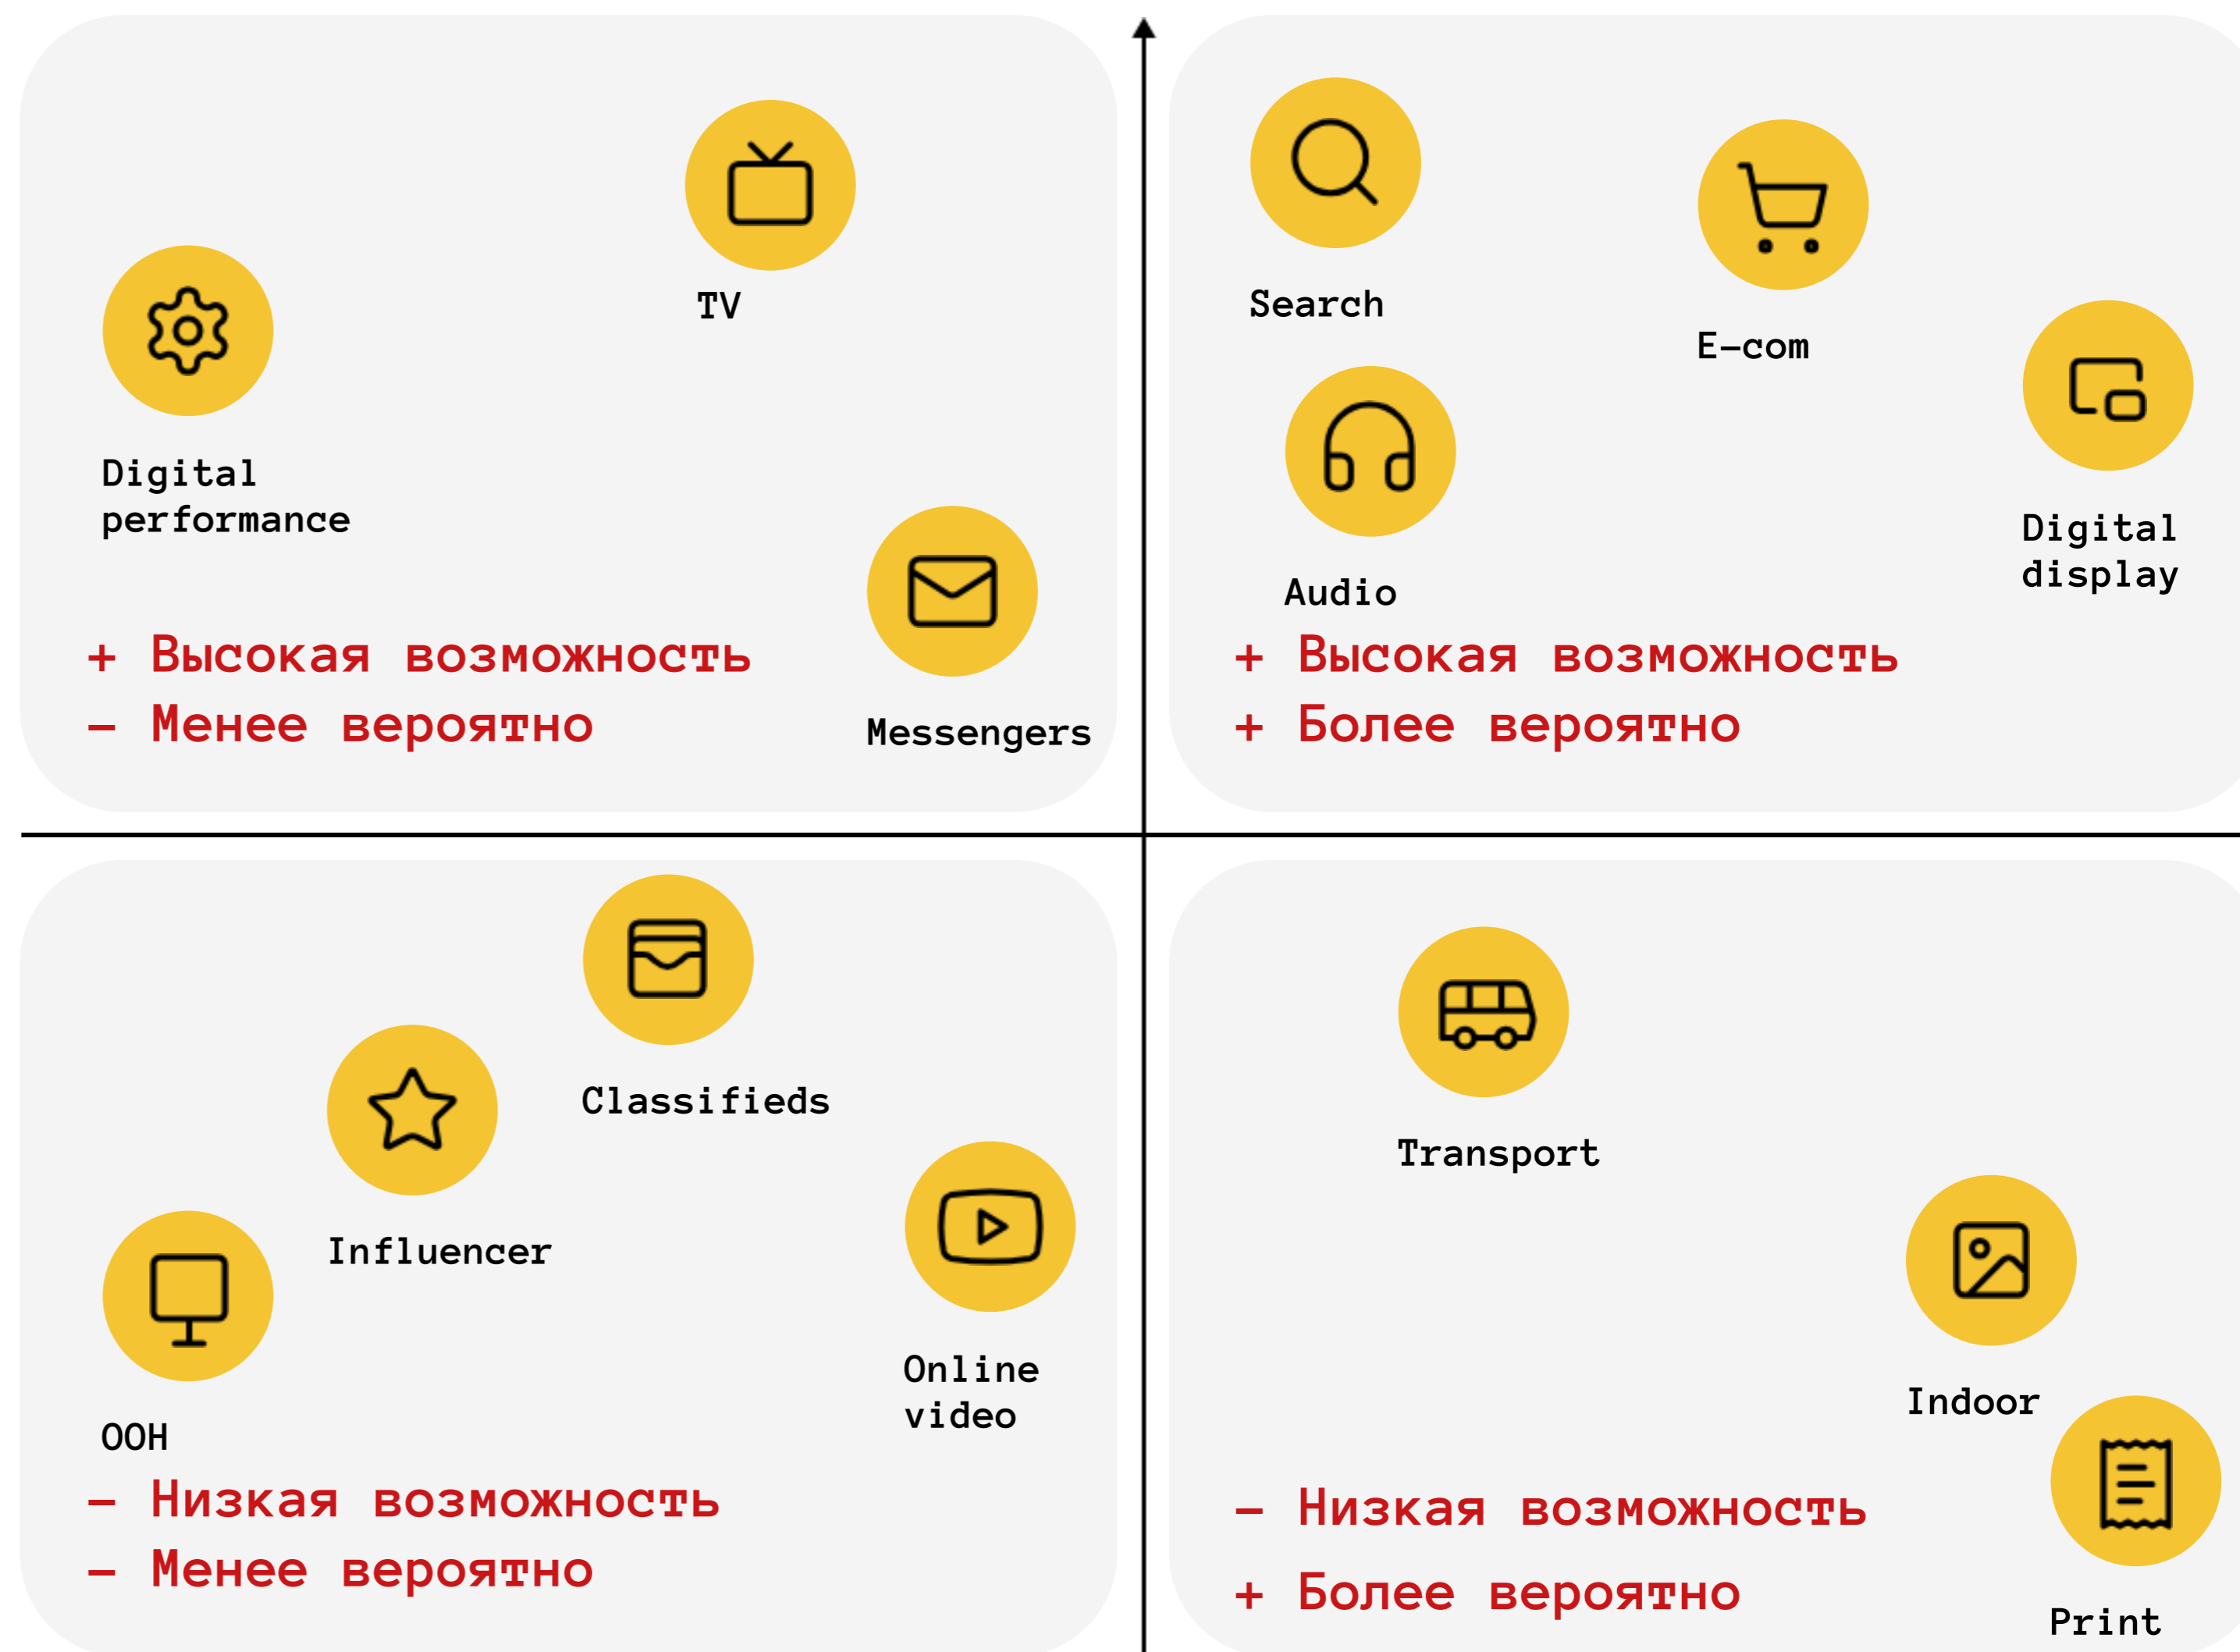 TV
Digital
performance
Messengers
+ Высокая возможность
– Менее вероятно
Search
E–com
Audio
Digital
display
+ Высокая возможность
+ Более вероятно
Classifieds
Influencer
Online
video
OOH
– Низкая возможность
– Менее вероятно
Transport
Indoor
– Низкая возможность
+ Более вероятно
Print